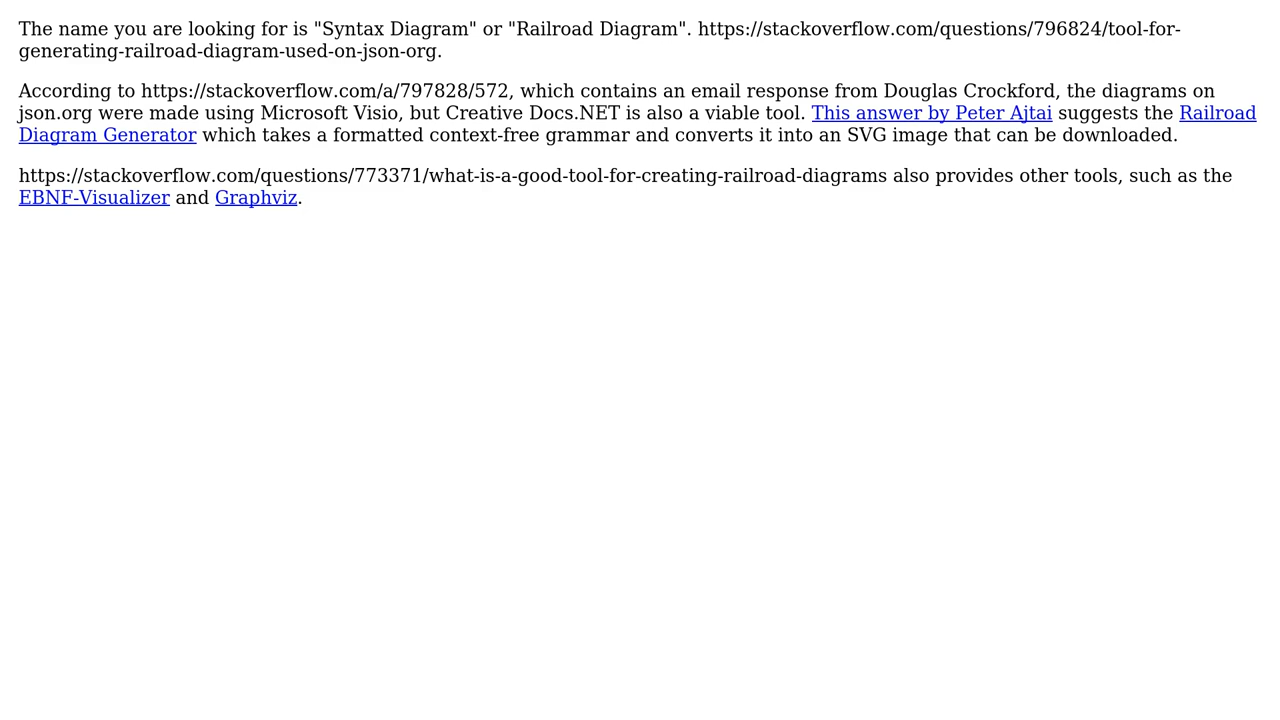 The name you are looking for is "Syntax Diagram" or "Railroad Diagram". https://stackoverflow.com/questions/796824/tool-for-
generating-railroad-diagram-used-on-json-org.
According to https://stackoverflow.com/a/797828/572, which contains an email response from Douglas Crockford, the diagrams on
json.org were made using Microsoft Visio, but Creative Docs.NET is also a viable tool. This answer by Peter Ajtai suggests the Railroad
Diagram Generator which takes a formatted context-free grammar and converts it into an SVG image that can be downloaded.
https://stackoverflow.com/questions/773371/what-is-a-good-tool-for-creating-railroad-diagrams also provides other tools, such as the
EBNF-Visualizer and Graphviz.